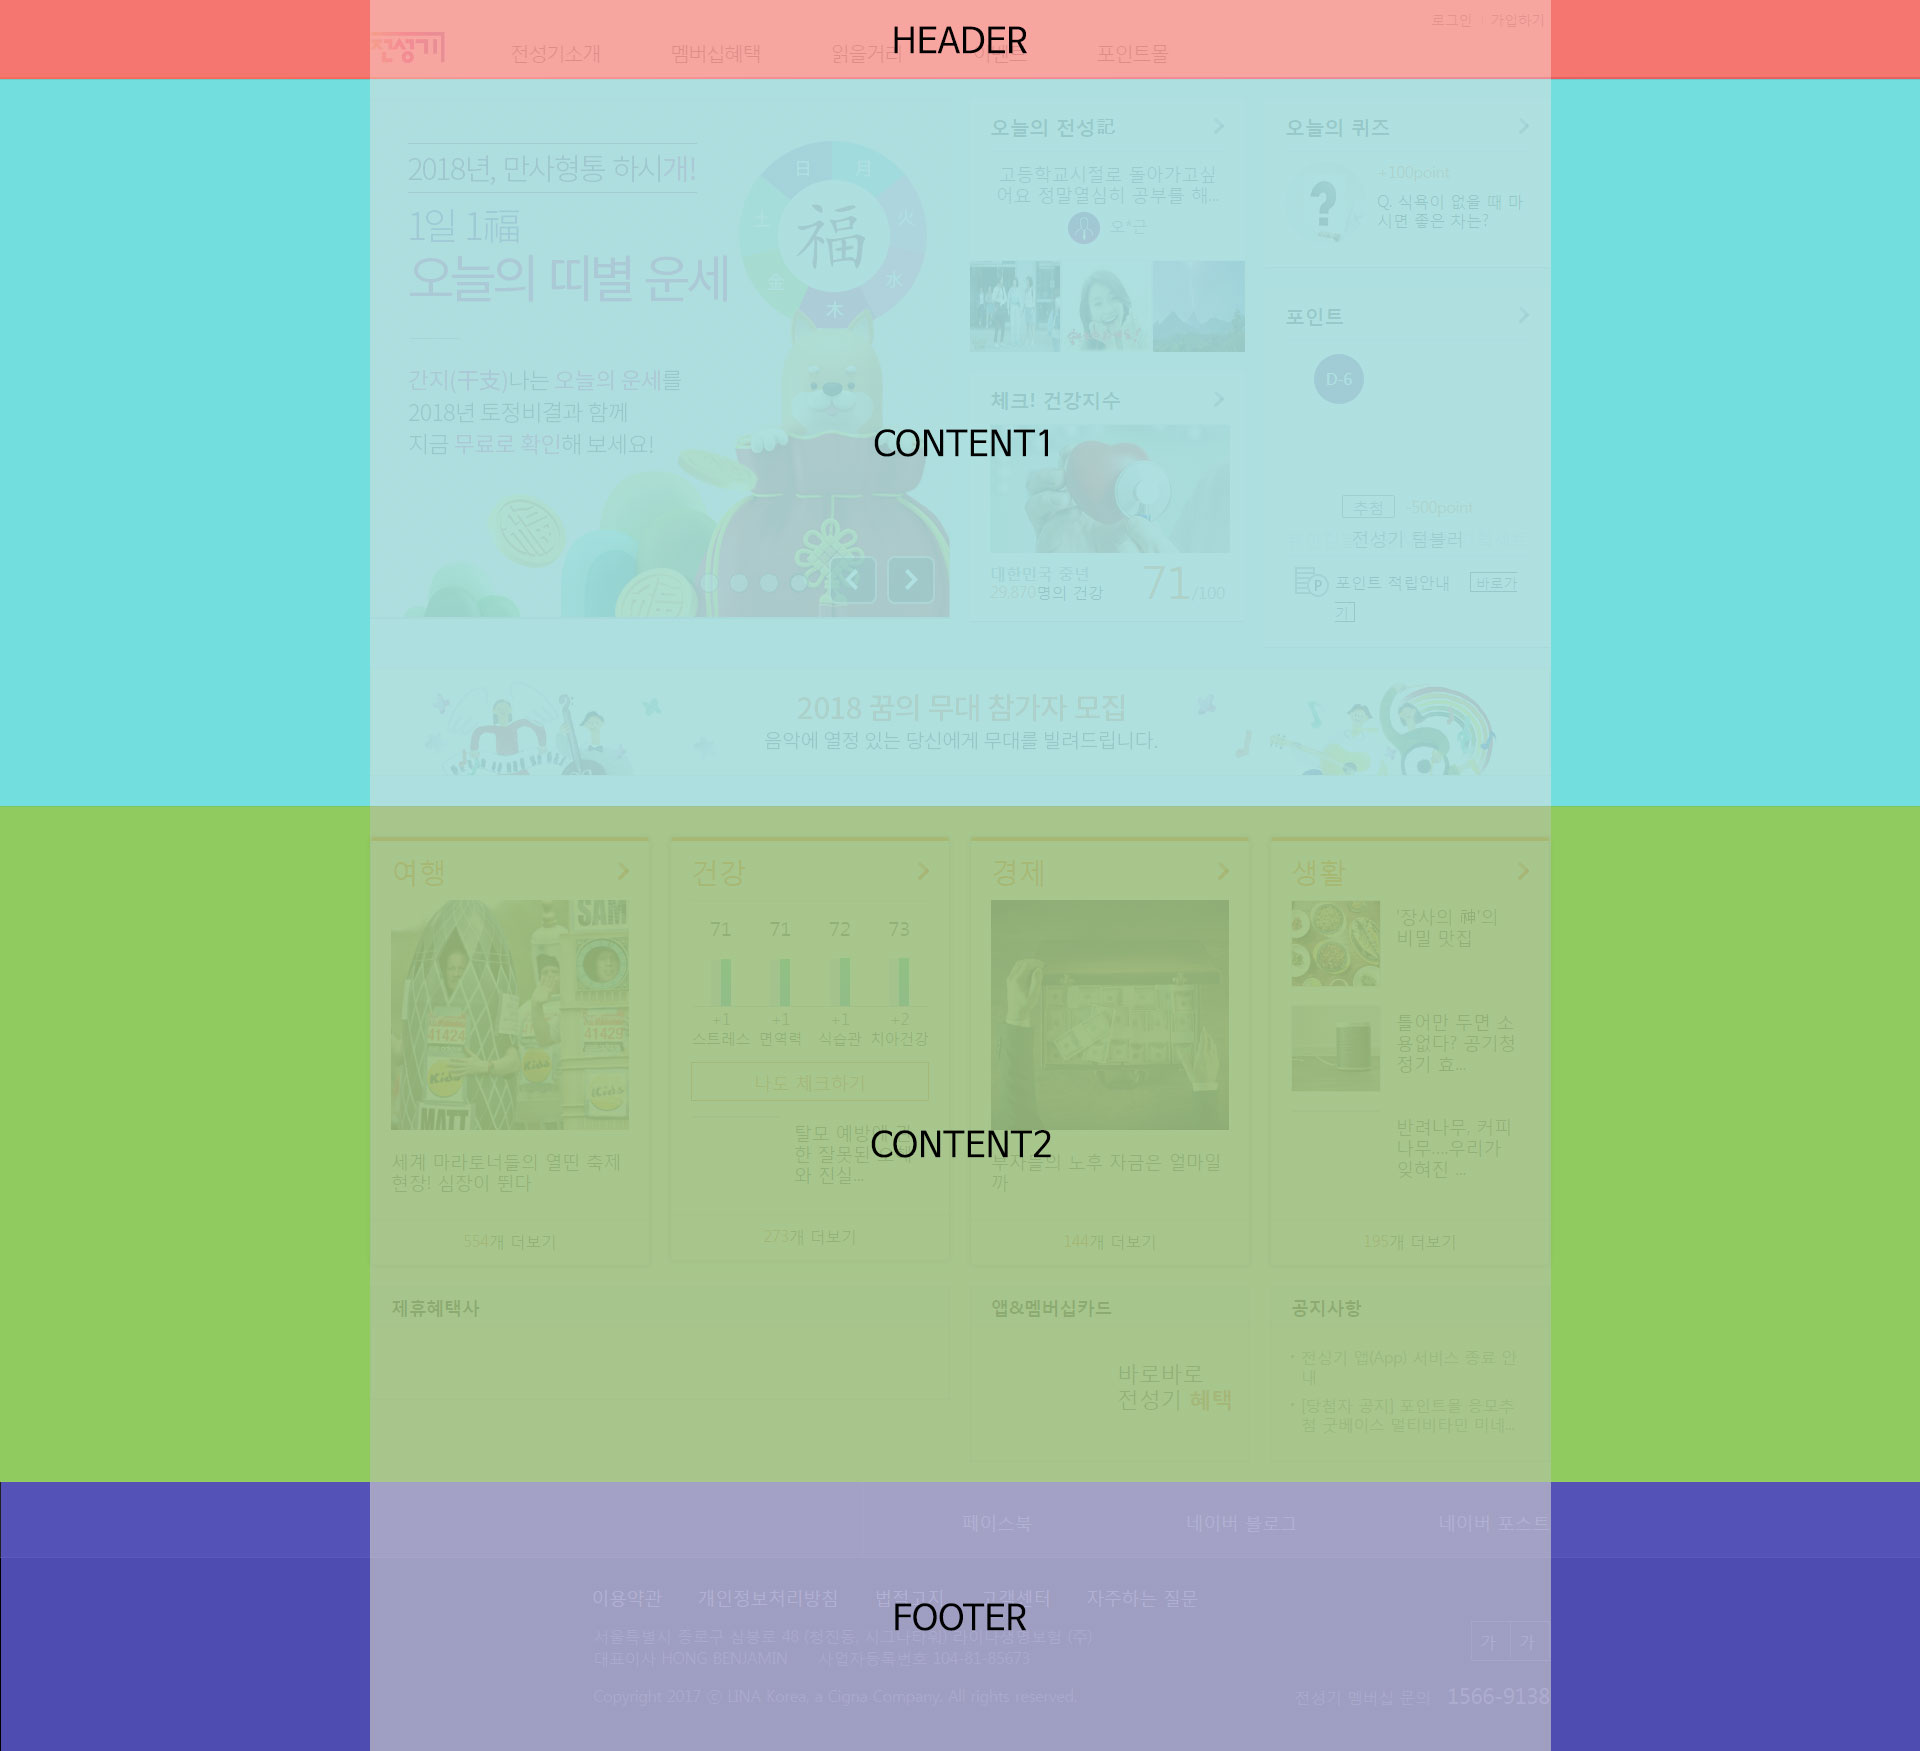 로그인 가입하기
HEADER
전성기
전성기소개 멤버십혜택 읽을거리 이벤트 포인트몰
2018년, 만사형통 하시개!
1일 1福
오늘의 띠별 운세
간지(干支)나는 오늘의 운세를
2018년 토정비결과 함께
지금 무료로 확인해 보세요!
日 月 火 水 木 金 土
福
오늘의 전성記
고등학교시절로 돌아가고싶
어요 정말열심히 공부를 해...
오*근
오늘의 퀴즈
+100point
Q. 식욕이 없을 때 마
시면 좋은 차는?
포인트
D-6
체크! 건강지수
CONTENT1
대한민국 중년
29,870명의 건강
71/100
추첨 -500point
전성기 텀블러
포인트 적립안내 바로가
기
2018 꿈의 무대 참가자 모집
음악에 열정 있는 당신에게 무대를 빌려드립니다.
여행
SAM
41424
41429
Kids
Kids
Kids
MATT
세계 마라토너들의 열띤 축제
현장! 심장이 뛴다
554개 더보기
건강
71 71 72 73
+1 +1 +1 +2
스트레스 면역력 식습관 치아건강
나도 체크하기
탈모 예방에 관
한 잘못된
와 진실...
273개 더보기
경제
CONTENT2
부자들의 노후 자금은 얼마일
까
144개 더보기
생활
'장사의 神'의
비밀 맛집
틀어만 두면 소
용없다? 공기청
정기 효...
반려나무, 커피
나무....우리가
잊혀진 ...
195개 더보기
제휴혜택사
앱&멤버십카드
바로바로
전성기 혜택
공지사항
· 전성기 앱(App) 서비스 종료 안
내
· [당첨자 공지] 포인트몰 응모추
첨 굿베이스 멀티비타민 미네...
페이스북 네이버 블로그 네이버 포스트
이용약관 개인정보처리방침 법적고지 고객센터 자주하는 질문
FOOTER
서울특별시 종로구 삼봉로 48 (청진동, 시그나타워) 라이나생명보험 (주)
대표이사 HONG BENJAMIN 사업자등록번호 104-81-85673
Copyright 2017 ⓒ LINA Korea, a Cigna Company. All rights reserved.
가 가
전성기 멤버십 문의 1566-9138